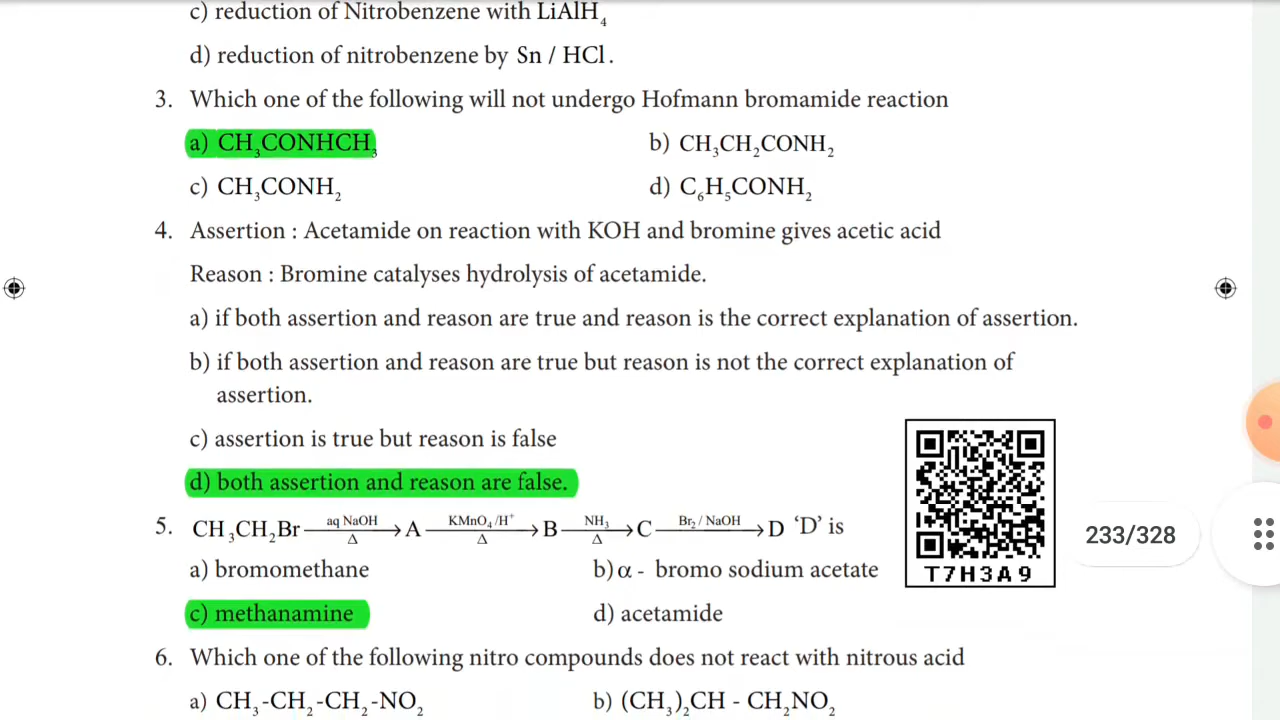 c) reduction of Nitrobenzene with LiAlH₄
d) reduction of nitrobenzene by Sn / HCl.
3. Which one of the following will not undergo Hofmann bromamide reaction
a) CH₃CONHCH₃ b) CH₃CH₂CONH₂
c) CH₃CONH₂ d) C₆H₅CONH₂
4. Assertion : Acetamide on reaction with KOH and bromine gives acetic acid
Reason : Bromine catalyses hydrolysis of acetamide.
a) if both assertion and reason are true and reason is the correct explanation of assertion.
b) if both assertion and reason are true but reason is not the correct explanation of
assertion.
c) assertion is true but reason is false
d) both assertion and reason are false.
5. CH₃CH₂Br —aq NaOH/Δ→ A —KMnO₄/H⁺/Δ→ B —NH₃/Δ→ C —Br₂/NaOH→ D ‘D’ is
233/328
a) bromomethane b) α - bromo sodium acetate
T7H3A9
c) methanamine d) acetamide
6. Which one of the following nitro compounds does not react with nitrous acid
a) CH₃-CH₂-CH₂-NO₂ b) (CH₃)₂CH - CH₂NO₂